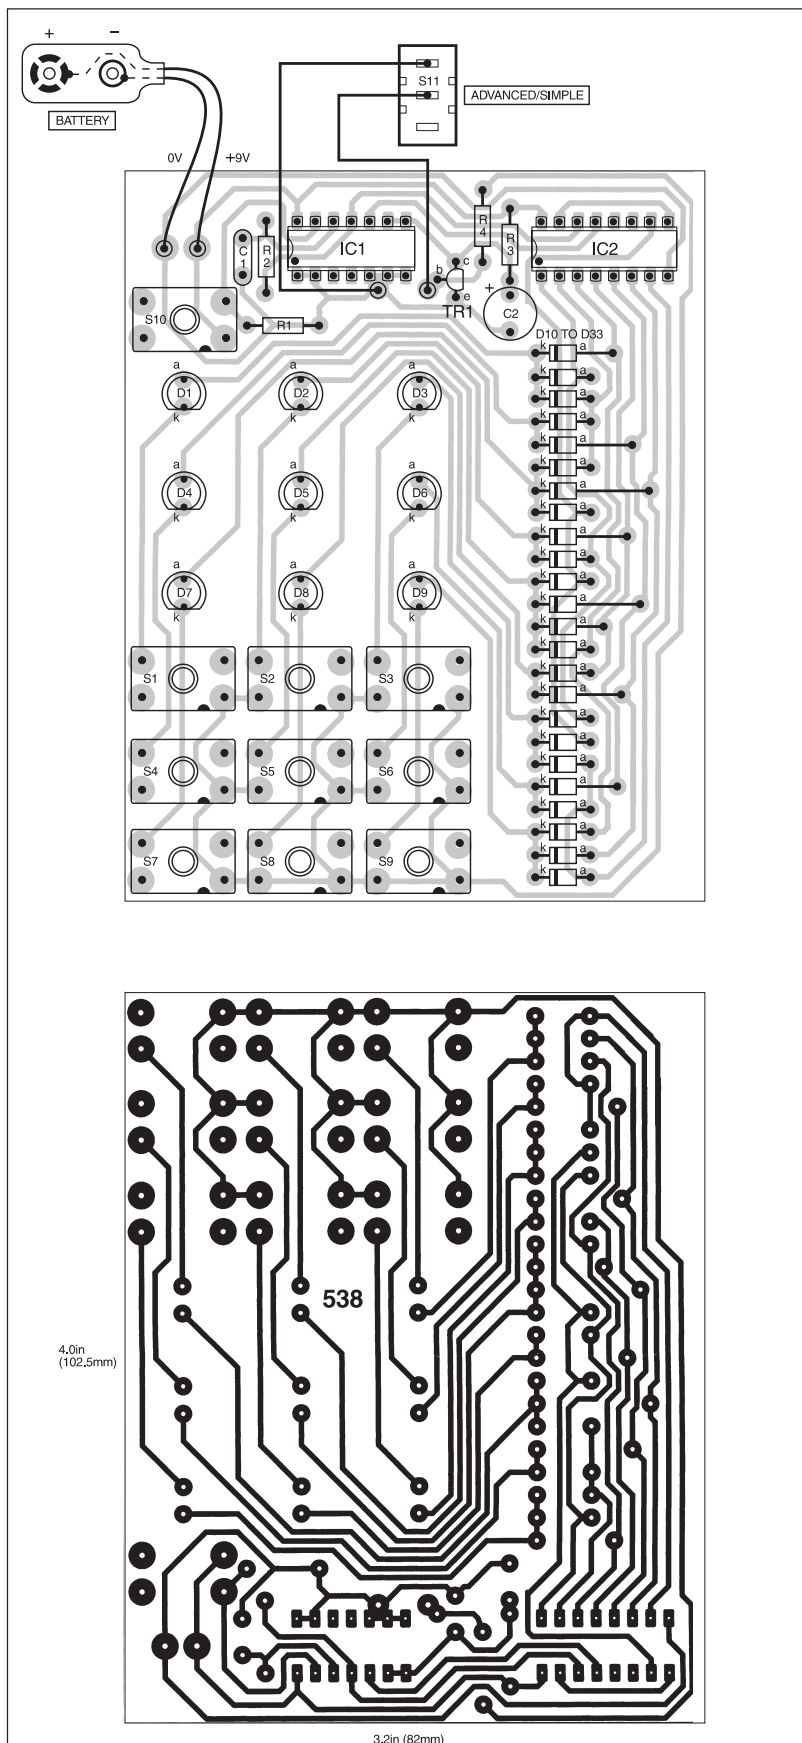 + −
S11
ADVANCED/SIMPLE
BATTERY
0V +9V
R4
R3
C1
R2
IC1
IC2
c
b
e
TR1
+
C2
S10
R1
D10 TO D33
k a
a a a
D1 D2 D3
k k k
k a
k a
k a
k a
k a
a a a
D4 D5 D6
k k k
k a
k a
k a
k a
k a
a a a
D7 D8 D9
k k k
k a
k a
k a
k a
S1 S2 S3
k a
k a
k a
k a
S4 S5 S6
k a
k a
k a
k a
S7 S8 S9
k a
k a
538
4.0in
(102.5mm)
3.2in (82mm)